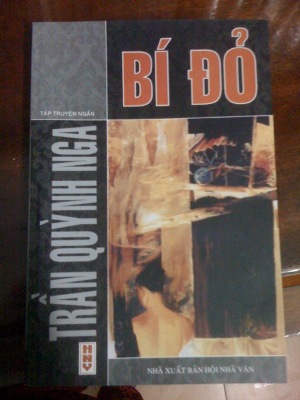 BÍ ĐỎ
TẬP TRUYỆN NGẮN
TRẦN QUỲNH NGA
HNV
NHÀ XUẤT BẢN HỘI NHÀ VĂN